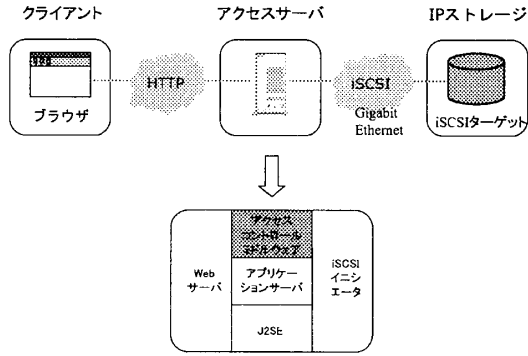 クライアント
アクセスサーバ
IPストレージ
HTTP
iSCSI
ブラウザ
Gigabit
Ethernet
iSCSIターゲット
アクセス
コントロール
ミドルウェア
Web
サーバ
アプリケー
ションサーバ
iSCSI
イニシ
エータ
J2SE